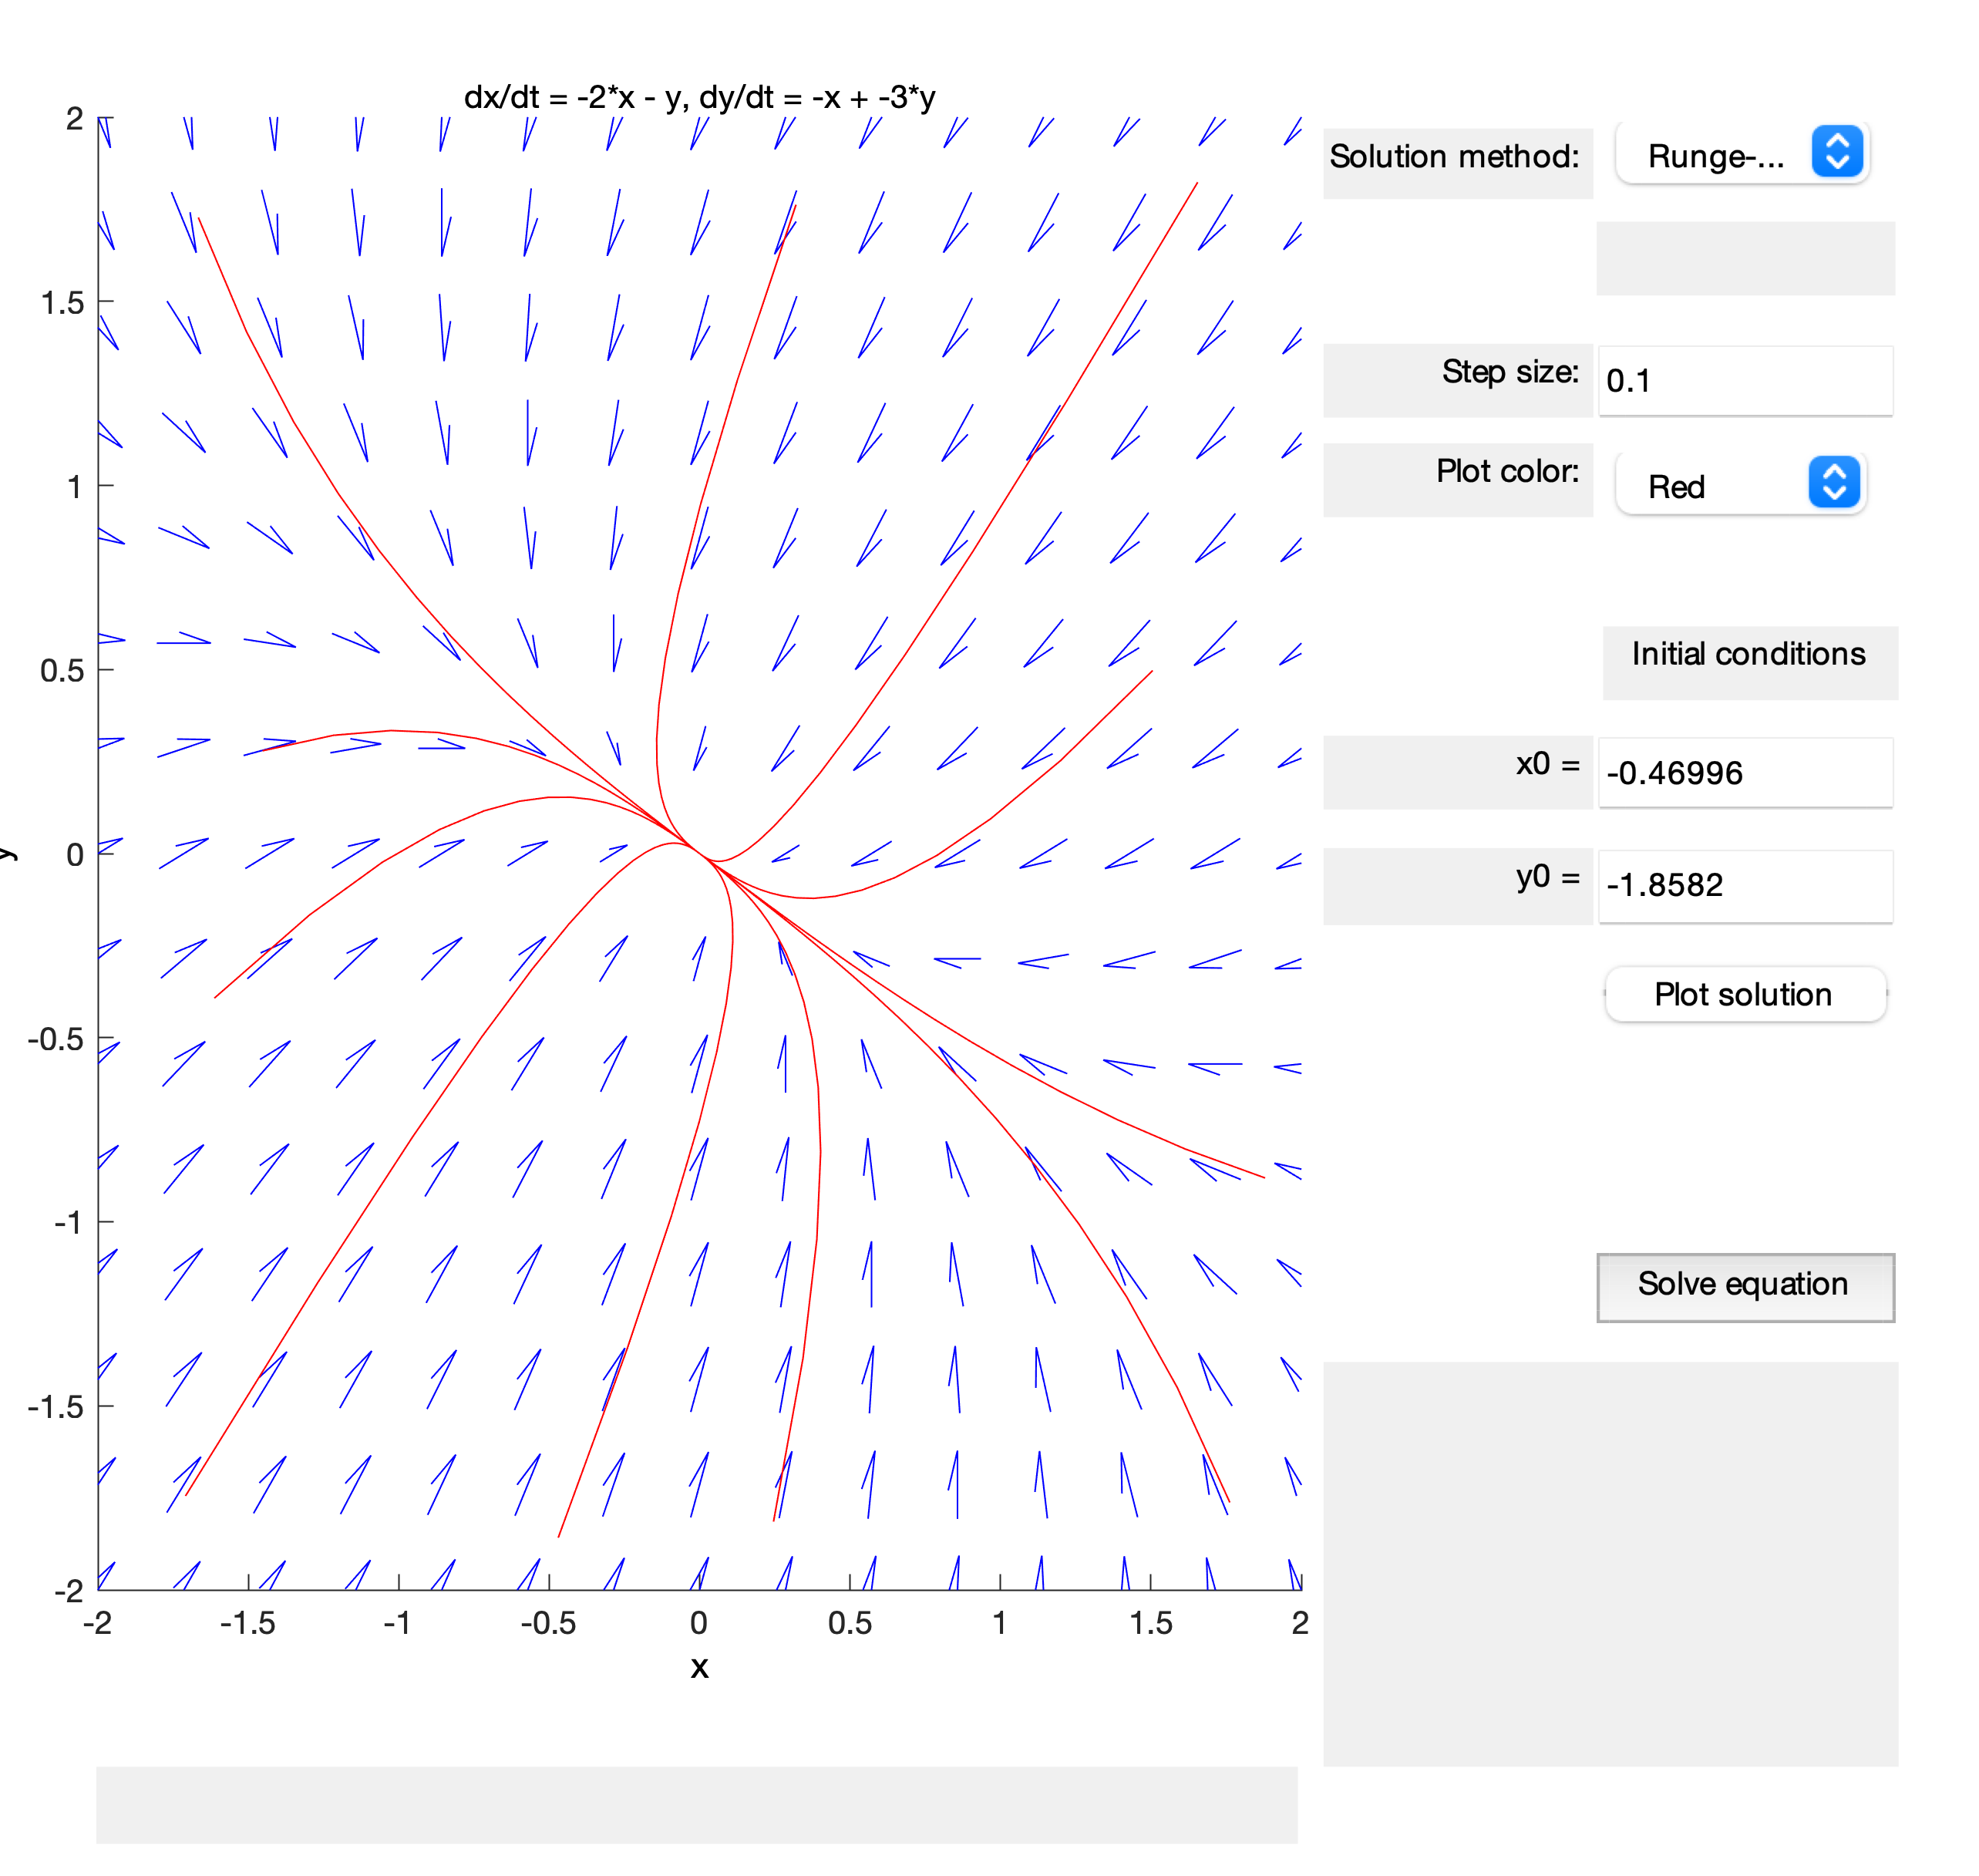 dx/dt = -2*x - y, dy/dt = -x + -3*y
2
1.5
1
0.5
0
-0.5
-1
-1.5
-2
y
-2
-1.5
-1
-0.5
0
0.5
1
1.5
2
x
Solution method:
Runge-...
Step size:
0.1
Plot color:
Red
Initial conditions
x0 =
-0.46996
y0 =
-1.8582
Plot solution
Solve equation